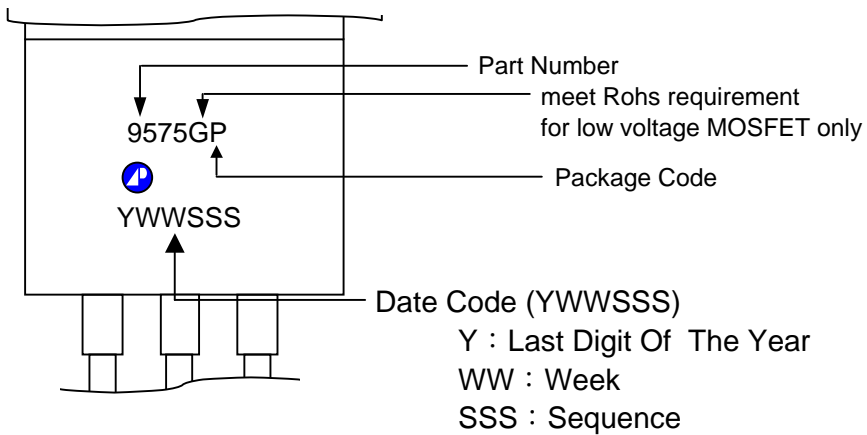 Part Number
meet Rohs requirement
for low voltage MOSFET only
9575GP
Package Code
YWWSSS
Date Code (YWWSSS)
Y：Last Digit Of The Year
WW：Week
SSS：Sequence